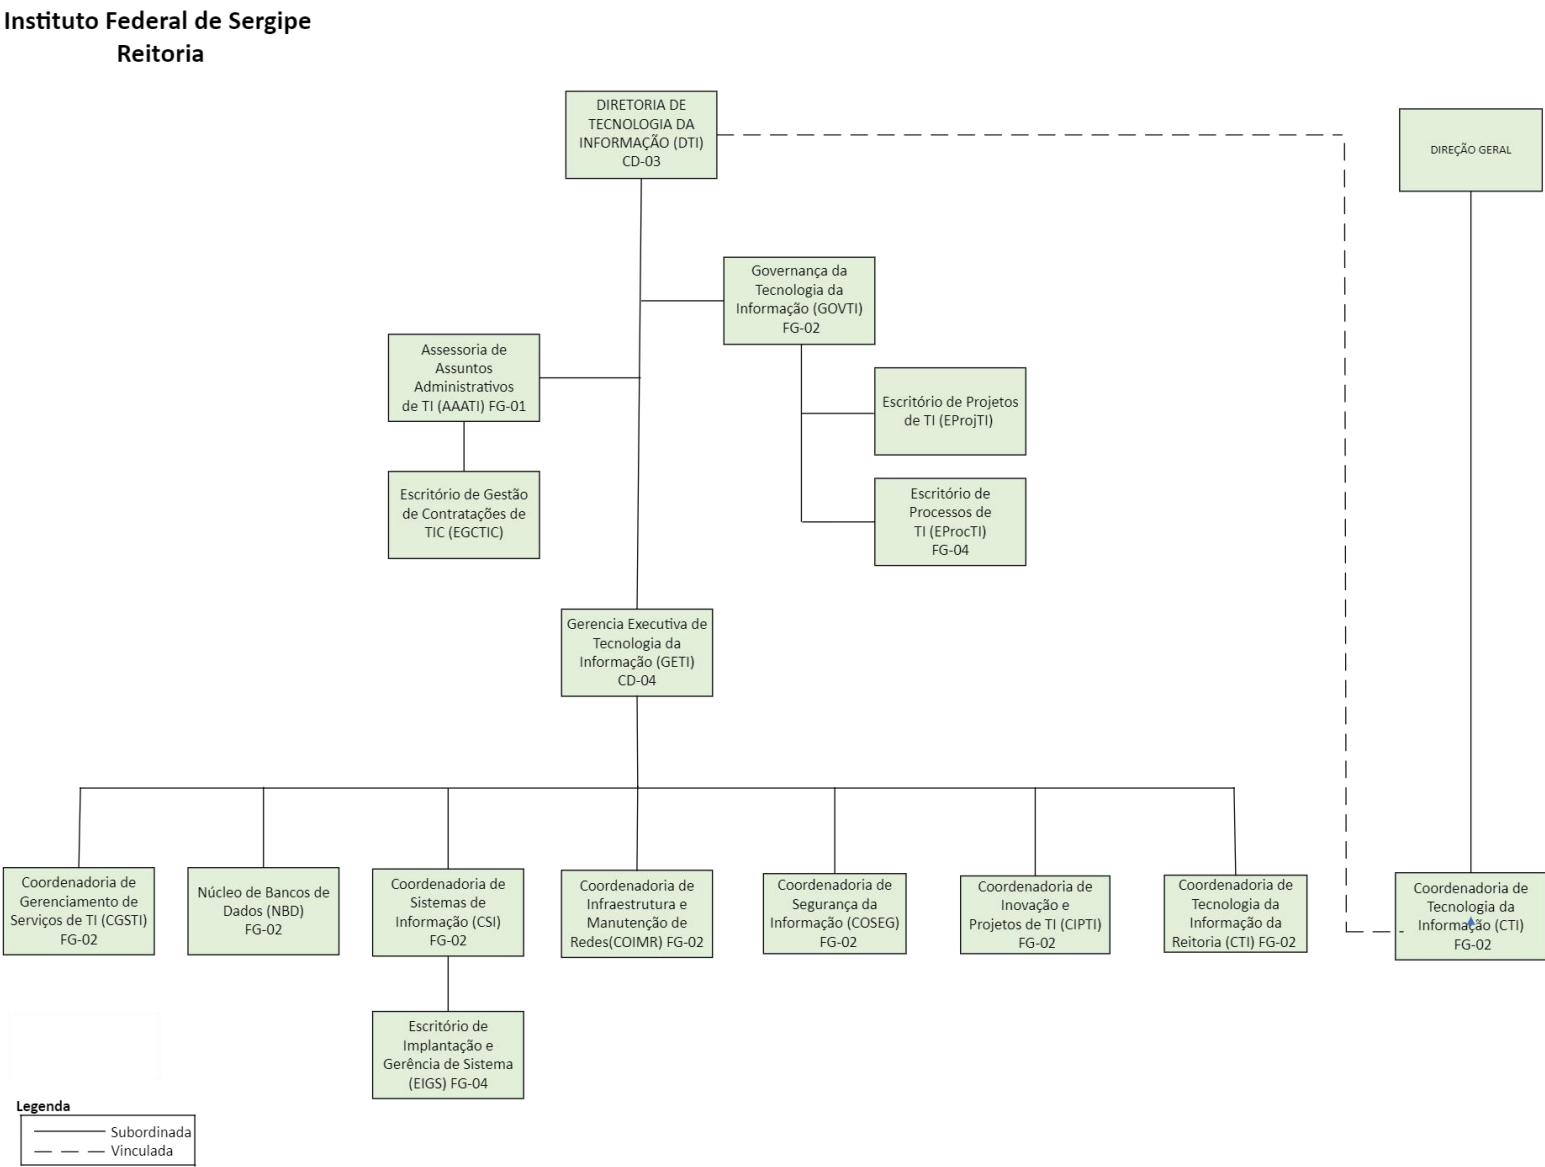 Instituto Federal de Sergipe
Reitoria
DIRETORIA DE
TECNOLOGIA DA
INFORMAÇÃO (DTI)
CD-03
DIREÇÃO GERAL
Governança da
Tecnologia da
Informação (GOVTI)
FG-02
Assessoria de
Assuntos
Administrativos
de TI (AAATI) FG-01
Escritório de Projetos
de TI (EProjTI)
Escritório de Gestão
de Contratações de
TIC (EGCTIC)
Escritório de
Processos de
TI (EProcTI)
FG-04
Gerencia Executiva de
Tecnologia da
Informação (GETI)
CD-04
Coordenadoria de
Gerenciamento de
Serviços de TI (CGSTI)
FG-02
Núcleo de Bancos de
Dados (NBD)
FG-02
Coordenadoria de
Sistemas de
Informação (CSI)
FG-02
Coordenadoria de
Infraestrutura e
Manutenção de
Redes(COIMR) FG-02
Coordenadoria de
Segurança da
Informação (COSEG)
FG-02
Coordenadoria de
Inovação e
Projetos de TI (CIPTI)
FG-02
Coordenadoria de
Tecnologia da
Informação da
Reitoria (CTI) FG-02
Coordenadoria de
Tecnologia da
Informação (CTI)
FG-02
Escritório de
Implantação e
Gerência de Sistema
(EIGS) FG-04
Legenda
Subordinada
Vinculada